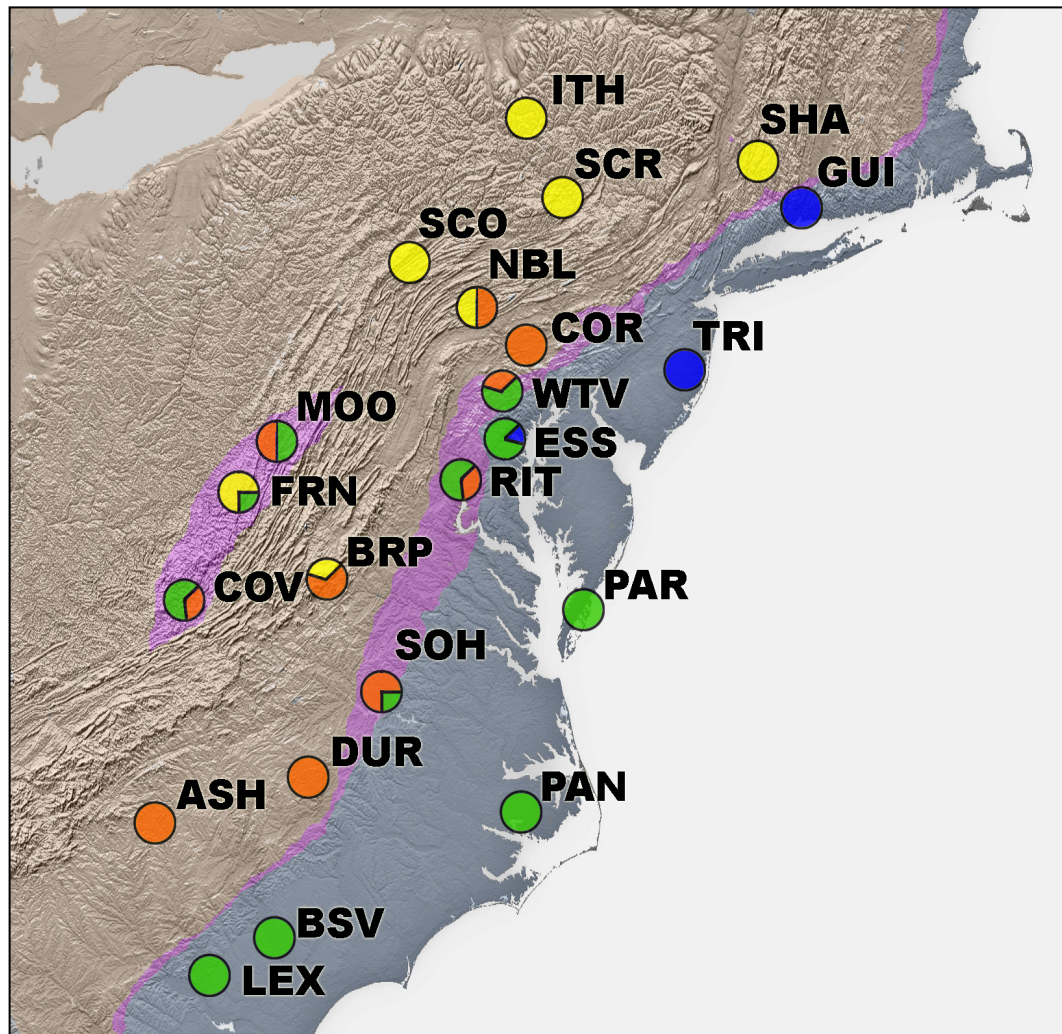 ITH
SHA
SCR
GUI
SCO
NBL
COR
TRI
WTV
MOO
ESS
RIT
FRN
BRP
COV
PAR
SOH
DUR
ASH
PAN
BSV
LEX